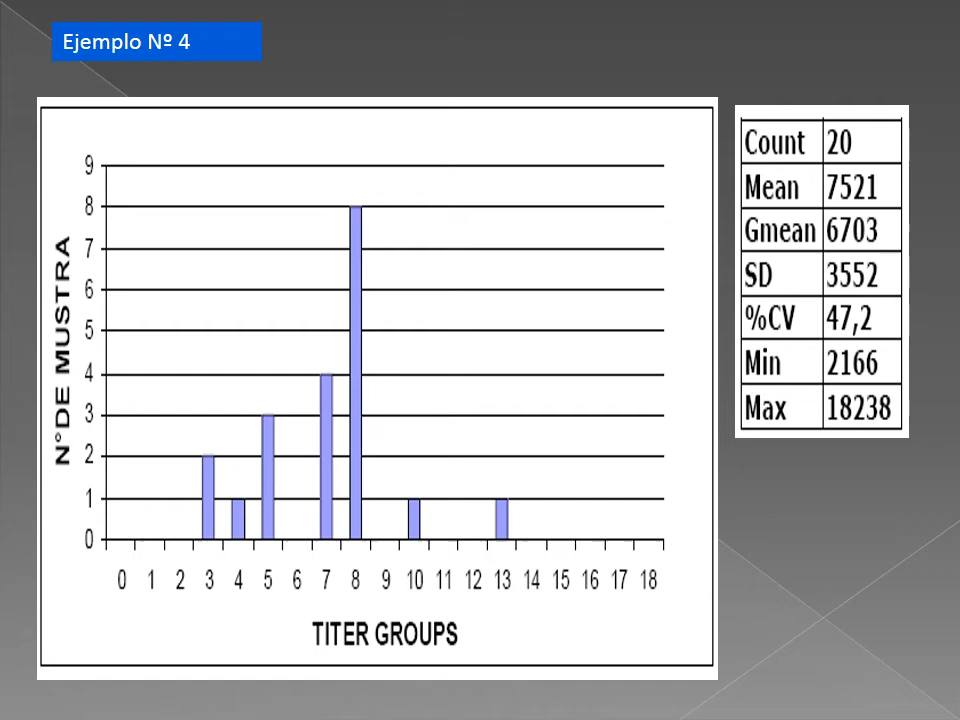 Ejemplo Nº 4
9
8
7
6
5
4
3
2
1
0
N°DE MUSTRA
0 1 2 3 4 5 6 7 8 9 10 11 12 13 14 15 16 17 18
TITER GROUPS
Count 20
Mean 7521
Gmean 6703
SD 3552
%CV 47,2
Min 2166
Max 18238